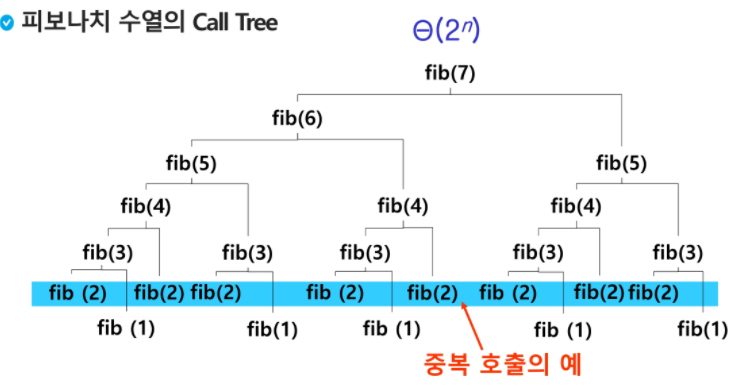 피보나치 수열의 Call Tree
Θ(2ⁿ)
fib(7)
fib(6)
fib(5) fib(5)
fib(4) fib(4) fib(4)
fib(3) fib(3) fib(3) fib(3) fib(3)
fib (2) fib(2) fib(2) fib (2) fib(2) fib (2) fib(2) fib(2)
fib (1) fib(1) fib (1) fib (1) fib(1)
중복 호출의 예